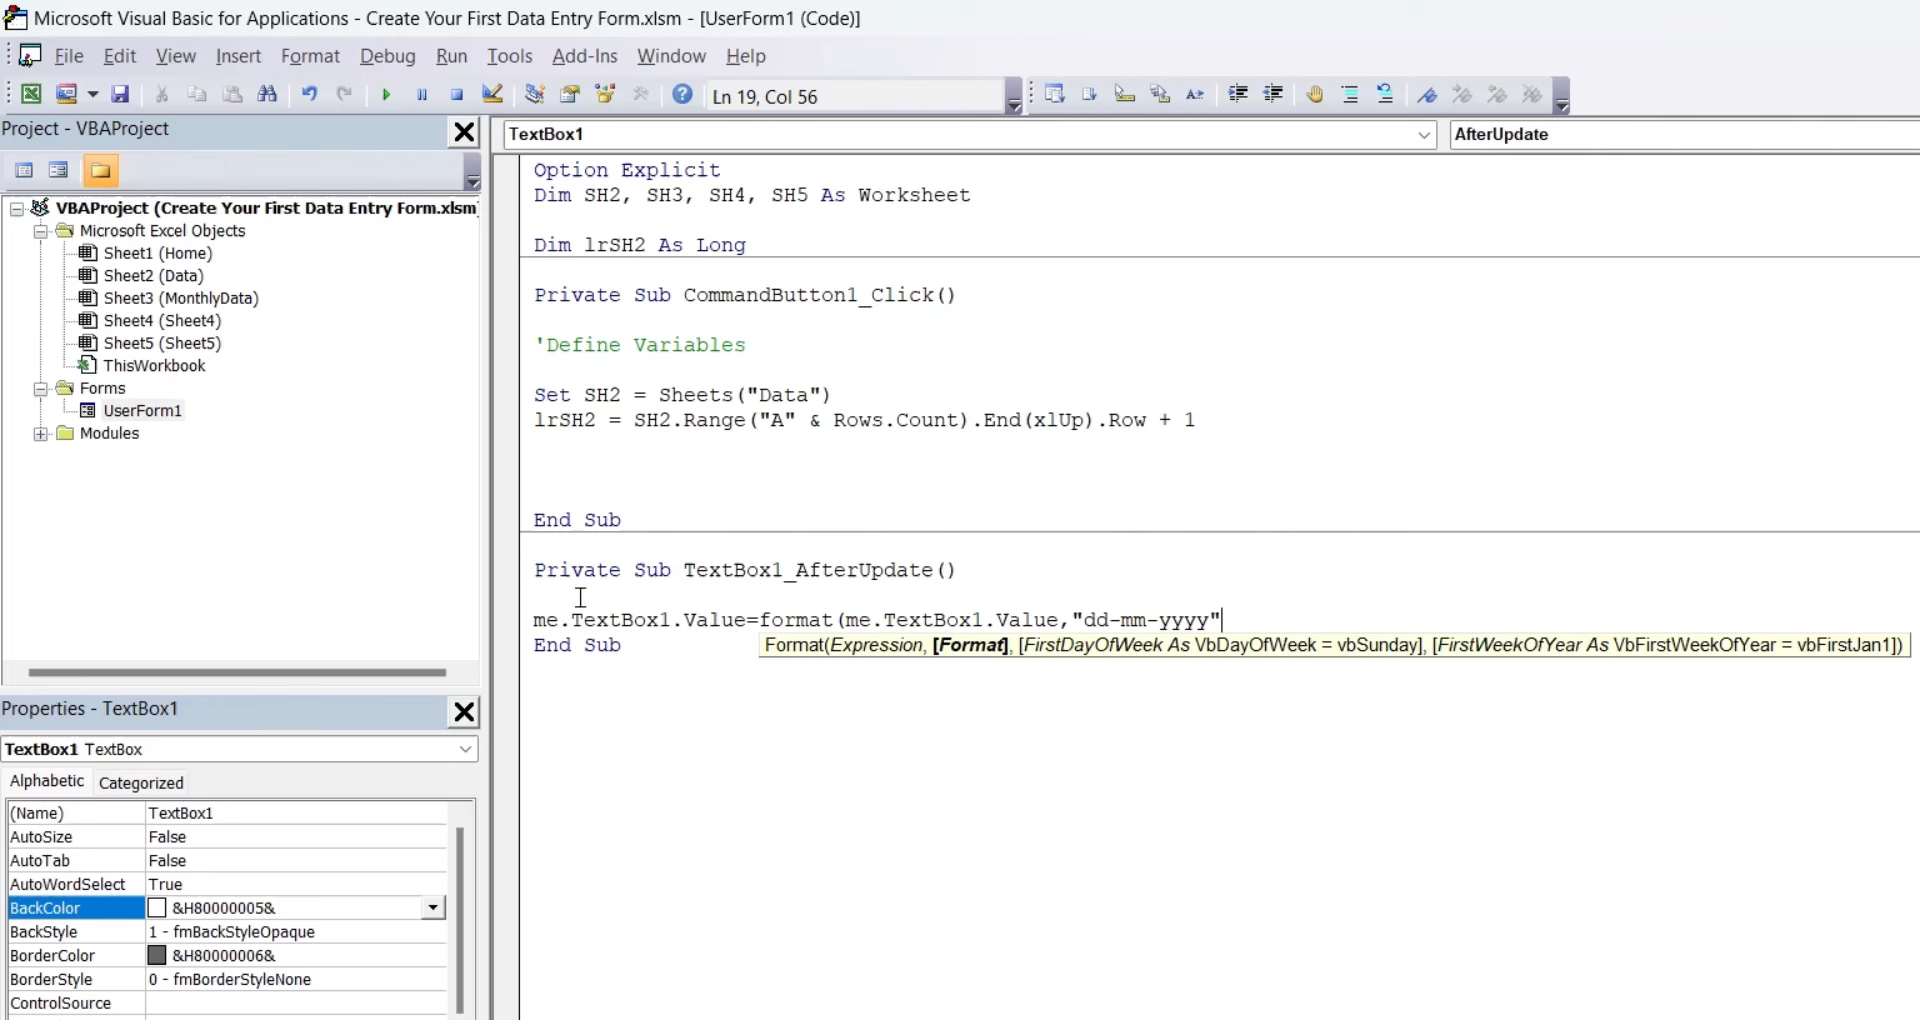 Microsoft Visual Basic for Applications - Create Your First Data Entry Form.xlsm - [UserForm1 (Code)]
File Edit View Insert Format Debug Run Tools Add-Ins Window Help
Ln 19, Col 56
Project - VBAProject
VBAProject (Create Your First Data Entry Form.xlsm)
Microsoft Excel Objects
Sheet1 (Home)
Sheet2 (Data)
Sheet3 (MonthlyData)
Sheet4 (Sheet4)
Sheet5 (Sheet5)
ThisWorkbook
Forms
UserForm1
Modules
Properties - TextBox1
TextBox1 TextBox
Alphabetic Categorized
(Name) TextBox1
AutoSize False
AutoTab False
AutoWordSelect True
BackColor &H80000005&
BackStyle 1 - fmBackStyleOpaque
BorderColor &H80000006&
BorderStyle 0 - fmBorderStyleNone
ControlSource
TextBox1 AfterUpdate
Option Explicit
Dim SH2, SH3, SH4, SH5 As Worksheet
Dim lrSH2 As Long
Private Sub CommandButton1_Click()
'Define Variables
Set SH2 = Sheets("Data")
lrSH2 = SH2.Range("A" & Rows.Count).End(xlUp).Row + 1
End Sub
Private Sub TextBox1_AfterUpdate()
me.TextBox1.Value=format(me.TextBox1.Value,"dd-mm-yyyy"
End Sub
Format(Expression, [Format], [FirstDayOfWeek As VbDayOfWeek = vbSunday], [FirstWeekOfYear As VbFirstWeekOfYear = vbFirstJan1])